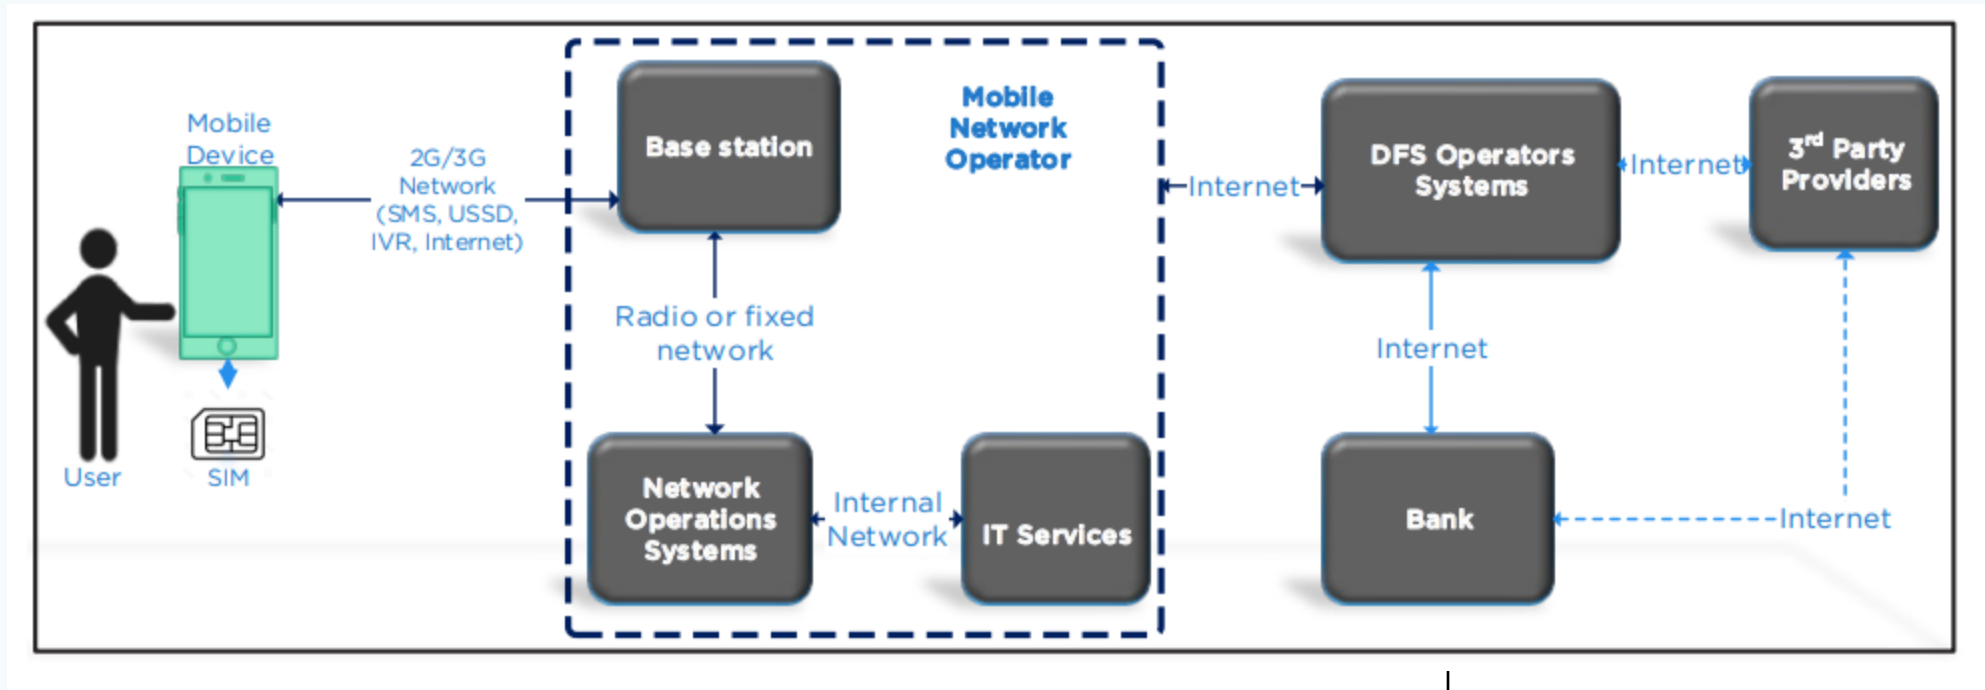 Mobile
Device
User
SIM
2G/3G
Network
(SMS, USSD,
IVR, Internet)
Base station
Mobile
Network
Operator
Radio or fixed
network
Network
Operations
Systems
Internal
Network
IT Services
Internet
DFS Operators
Systems
Internet
3rd Party
Providers
Internet
Bank
Internet